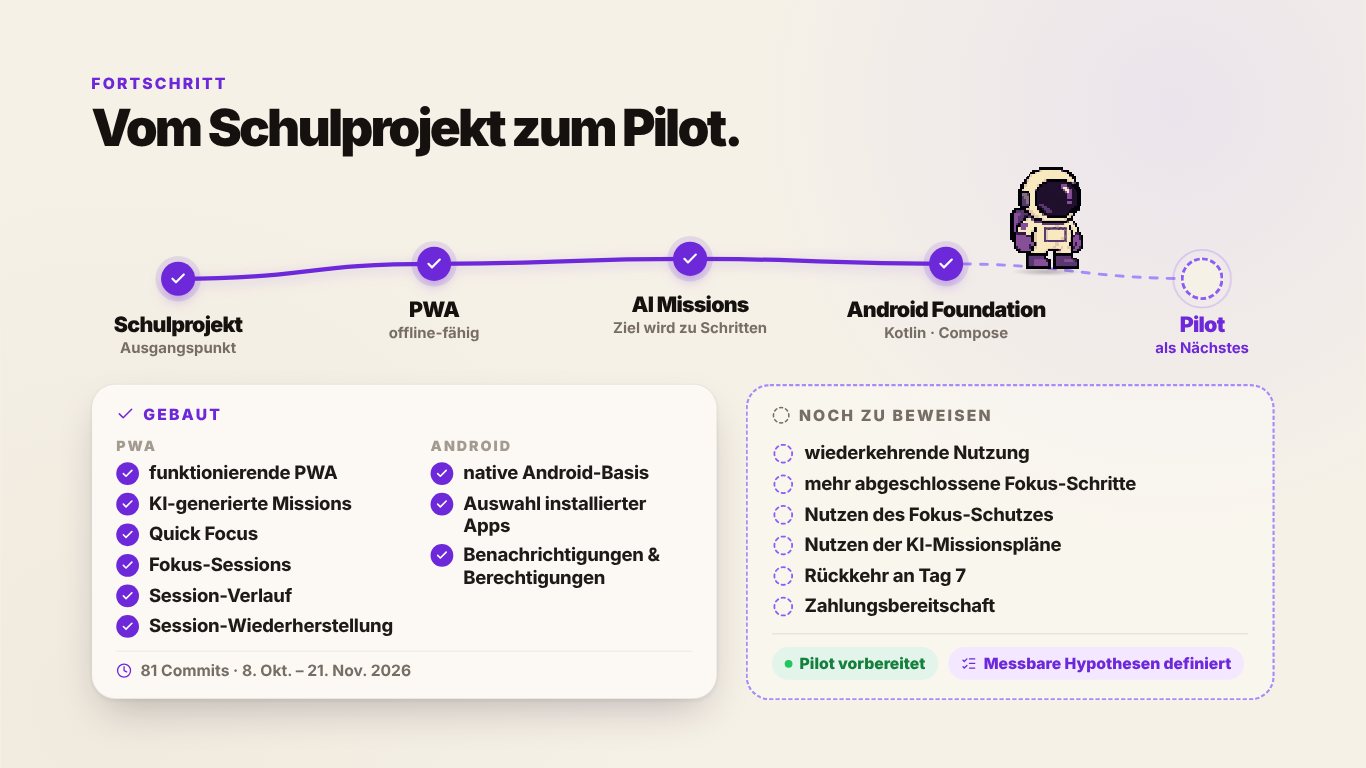 FORTSCHRITT
Vom Schulprojekt zum Pilot.
Schulprojekt
Ausgangspunkt
PWA
offline-fähig
AI Missions
Ziel wird zu Schritten
Android Foundation
Kotlin · Compose
Pilot
als Nächstes
GEBAUT
PWA
funktionierende PWA
KI-generierte Missions
Quick Focus
Fokus-Sessions
Session-Verlauf
Session-Wiederherstellung
ANDROID
native Android-Basis
Auswahl installierter
Apps
Benachrichtigungen &
Berechtigungen
81 Commits · 8. Okt. – 21. Nov. 2026
NOCH ZU BEWEISEN
wiederkehrende Nutzung
mehr abgeschlossene Fokus-Schritte
Nutzen des Fokus-Schutzes
Nutzen der KI-Missionspläne
Rückkehr an Tag 7
Zahlungsbereitschaft
Pilot vorbereitet
Messbare Hypothesen definiert